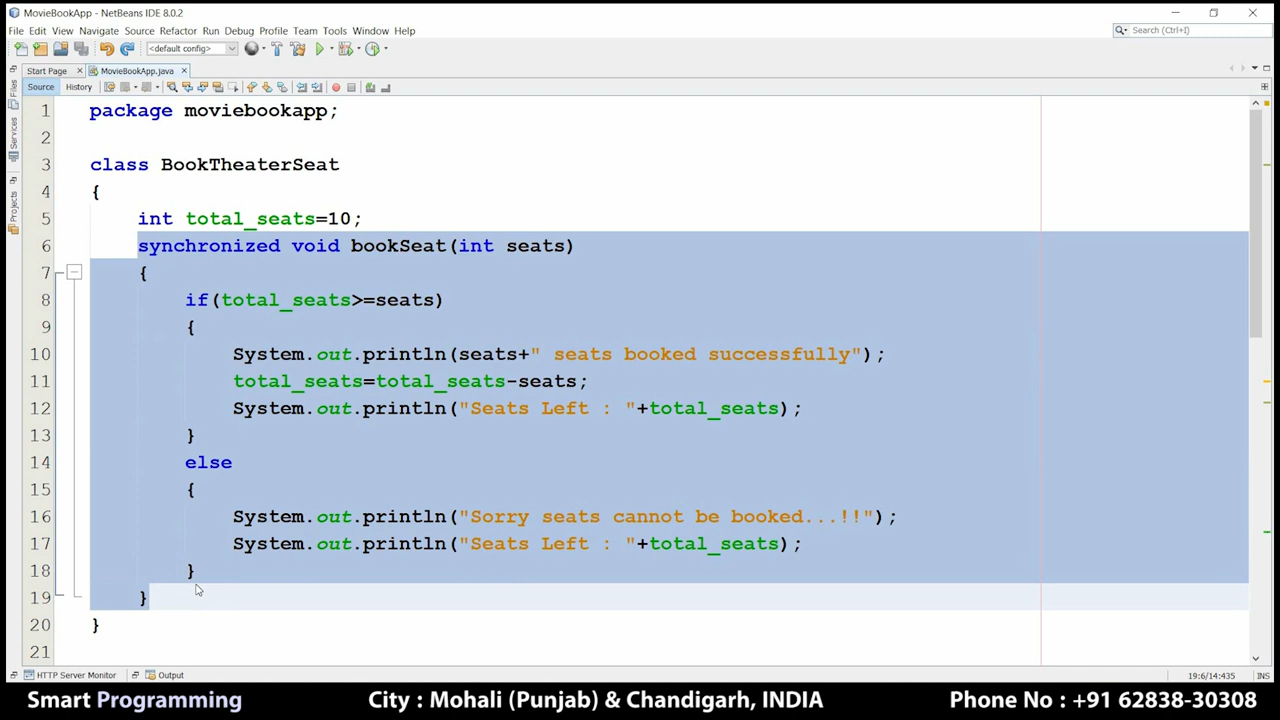 MovieBookApp - NetBeans IDE 8.0.2
File Edit View Navigate Source Refactor Run Debug Profile Team Tools Window Help
Search (Ctrl+I)
<default config>
Start Page
MovieBookApp.java
Source History
Files
Services
Projects
1 package moviebookapp;
2
3 class BookTheaterSeat
4 {
5 int total_seats=10;
6 synchronized void bookSeat(int seats)
7 {
8 if(total_seats>=seats)
9 {
10 System.out.println(seats+" seats booked successfully");
11 total_seats=total_seats-seats;
12 System.out.println("Seats Left : "+total_seats);
13 }
14 else
15 {
16 System.out.println("Sorry seats cannot be booked...!!");
17 System.out.println("Seats Left : "+total_seats);
18 }
19 }
20 }
21
HTTP Server Monitor Output
19:6/14:435 INS
Smart Programming City : Mohali (Punjab) & Chandigarh, INDIA Phone No : +91 62838-30308